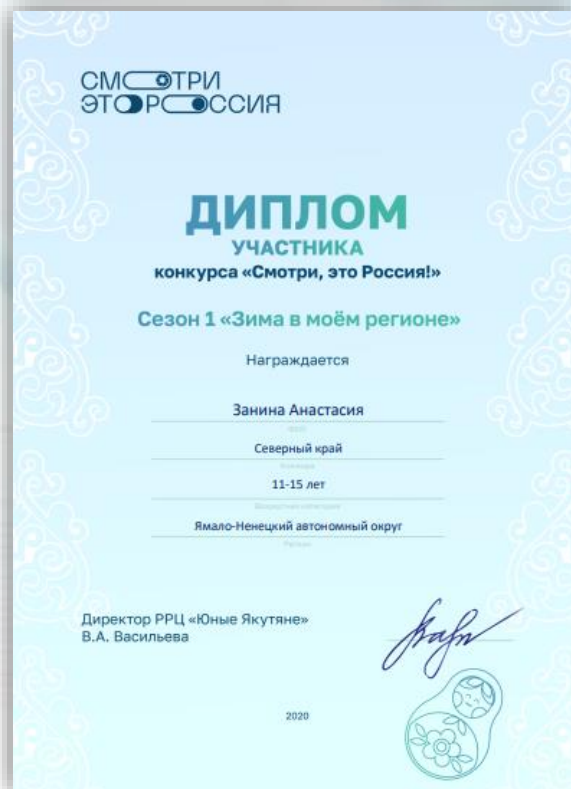 СМОТРИ
ЭТО РОССИЯ
ДИПЛОМ
УЧАСТНИКА
конкурса «Смотри, это Россия!»
Сезон 1 «Зима в моём регионе»
Награждается
Занина Анастасия
Северный край
11-15 лет
Ямало-Ненецкий автономный округ
Регион
Директор РРЦ «Юные Якутяне»
В.А. Васильева
2020